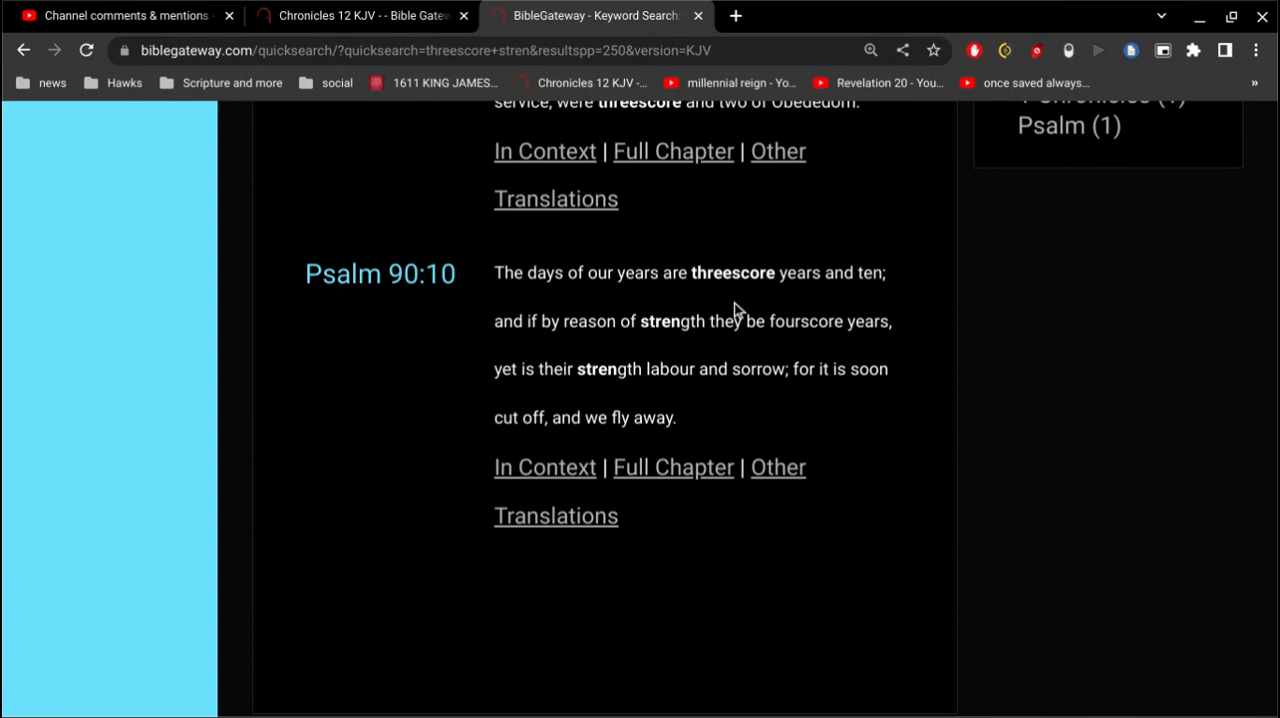 Channel comments & mentions
Chronicles 12 KJV - - Bible Gatew
BibleGateway - Keyword Search:
biblegateway.com/quicksearch/?quicksearch=threescore+stren&resultspp=250&version=KJV
news
Hawks
Scripture and more
social
1611 KING JAMES...
Chronicles 12 KJV -...
millennial reign - Yo...
Revelation 20 - You...
once saved always...
»
service, were threescore and two of Obededom.
1 Chronicles (1)
Psalm (1)
In Context | Full Chapter | Other
Translations
Psalm 90:10
The days of our years are threescore years and ten;
and if by reason of strength they be fourscore years,
yet is their strength labour and sorrow; for it is soon
cut off, and we fly away.
In Context | Full Chapter | Other
Translations